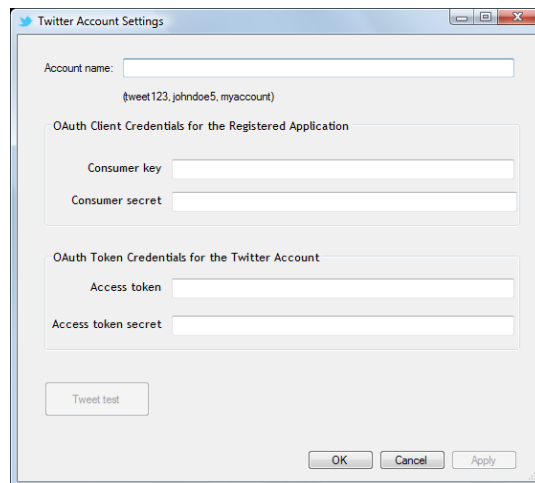 Twitter Account Settings
Account name:
(tweet123, johndoe5, myaccount)
OAuth Client Credentials for the Registered Application
Consumer key
Consumer secret
OAuth Token Credentials for the Twitter Account
Access token
Access token secret
Tweet test
OK Cancel Apply